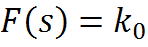 F(s) = k₀